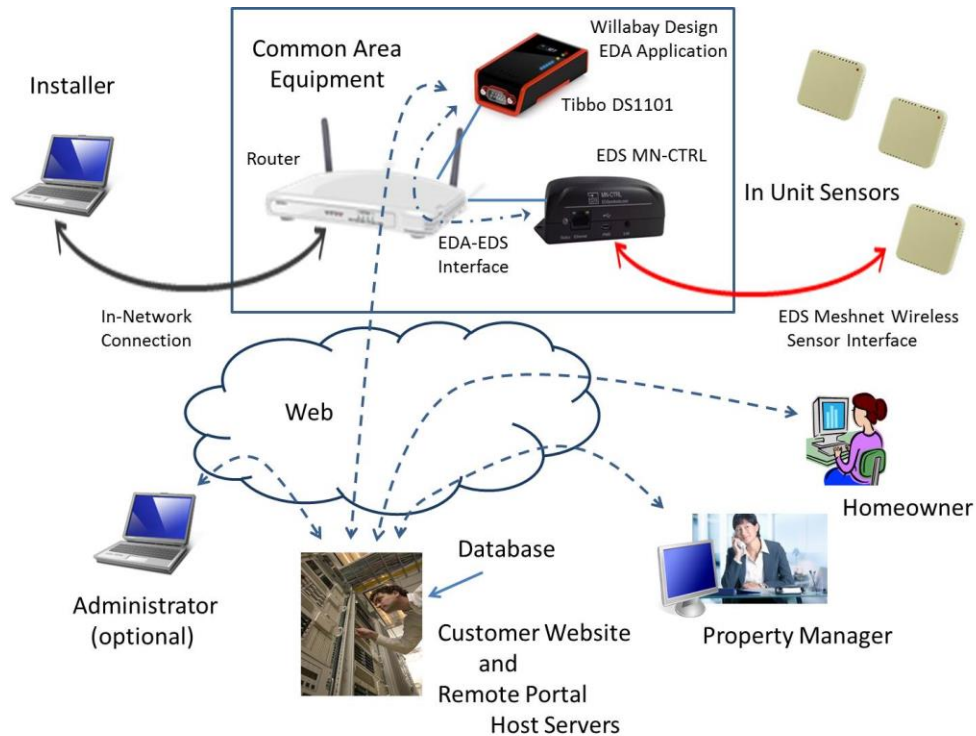 Willabay Design
EDA Application
Common Area
Equipment
Installer
Tibbo DS1101
Router
EDS MN-CTRL
MN-CTRL
In Unit Sensors
EDA-EDS
Interface
In-Network
Connection
EDS Meshnet Wireless
Sensor Interface
Web
Homeowner
Database
Administrator
(optional)
Customer Website
and
Remote Portal
Host Servers
Property Manager